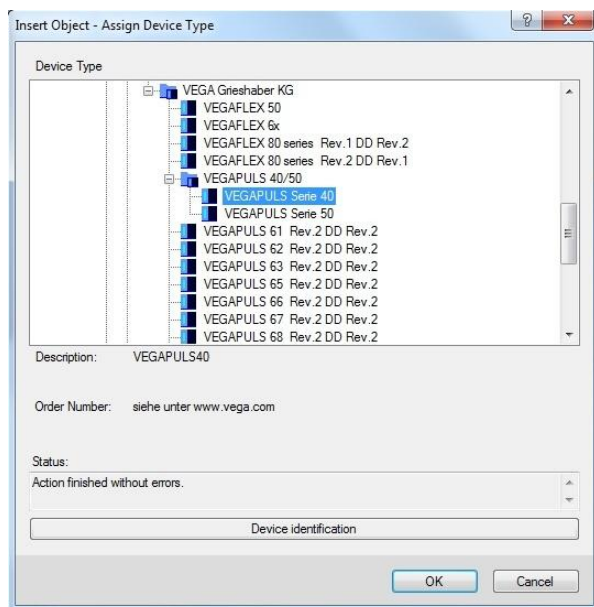 Insert Object - Assign Device Type
Device Type
VEGA Grieshaber KG
VEGAFLEX 50
VEGAFLEX 6x
VEGAFLEX 80 series Rev.1 DD Rev.2
VEGAFLEX 80 series Rev.2 DD Rev.1
VEGAPULS 40/50
VEGAPULS Serie 40
VEGAPULS Serie 50
VEGAPULS 61 Rev.2 DD Rev.2
VEGAPULS 62 Rev.2 DD Rev.2
VEGAPULS 63 Rev.2 DD Rev.2
VEGAPULS 65 Rev.2 DD Rev.2
VEGAPULS 66 Rev.2 DD Rev.2
VEGAPULS 67 Rev.2 DD Rev.2
VEGAPULS 68 Rev.2 DD Rev.2
Description: VEGAPULS40
Order Number: siehe unter www.vega.com
Status:
Action finished without errors.
Device identification
OK Cancel